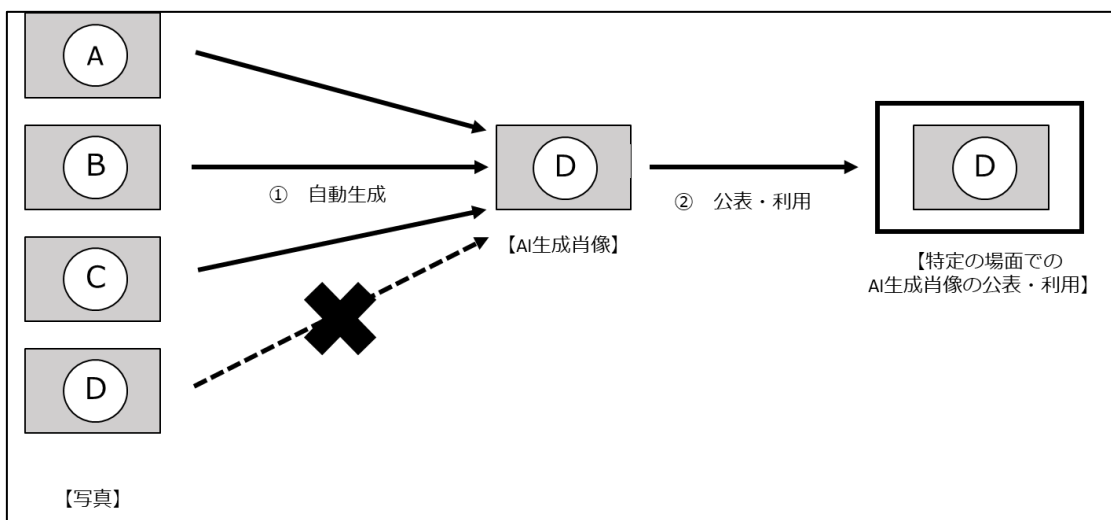 A
B
C
D
【写真】
① 自動生成
D
【AI生成肖像】
② 公表・利用
D
【特定の場面での
AI生成肖像の公表・利用】